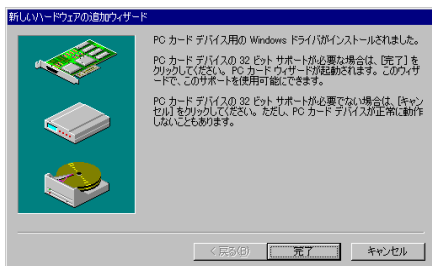 新しいハードウェアの追加ウィザード
PC カード デバイス用の Windows ドライバがインストールされました。
PC カード デバイスの 32 ビット サポートが必要な場合は、[完了] を
クリックしてください。 PC カード ウィザードが起動されます。このウィザ
ードで、このサポートを使用可能にできます。
PC カード デバイスの 32 ビット サポートが必要でない場合は、[キャン
セル] をクリックしてください。ただし、PC カード デバイスが正常に動作
しないこともあります。
< 戻る(B)
完了
キャンセル